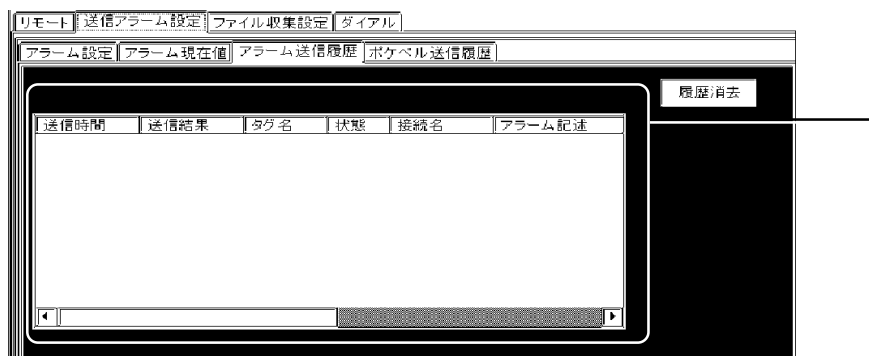 リモート 送信アラーム設定 ファイル収集設定 ダイアル
アラーム設定 アラーム現在値 アラーム送信履歴 ポケベル送信履歴
履歴消去
送信時間 送信結果 タグ名 状態 接続名 アラーム記述